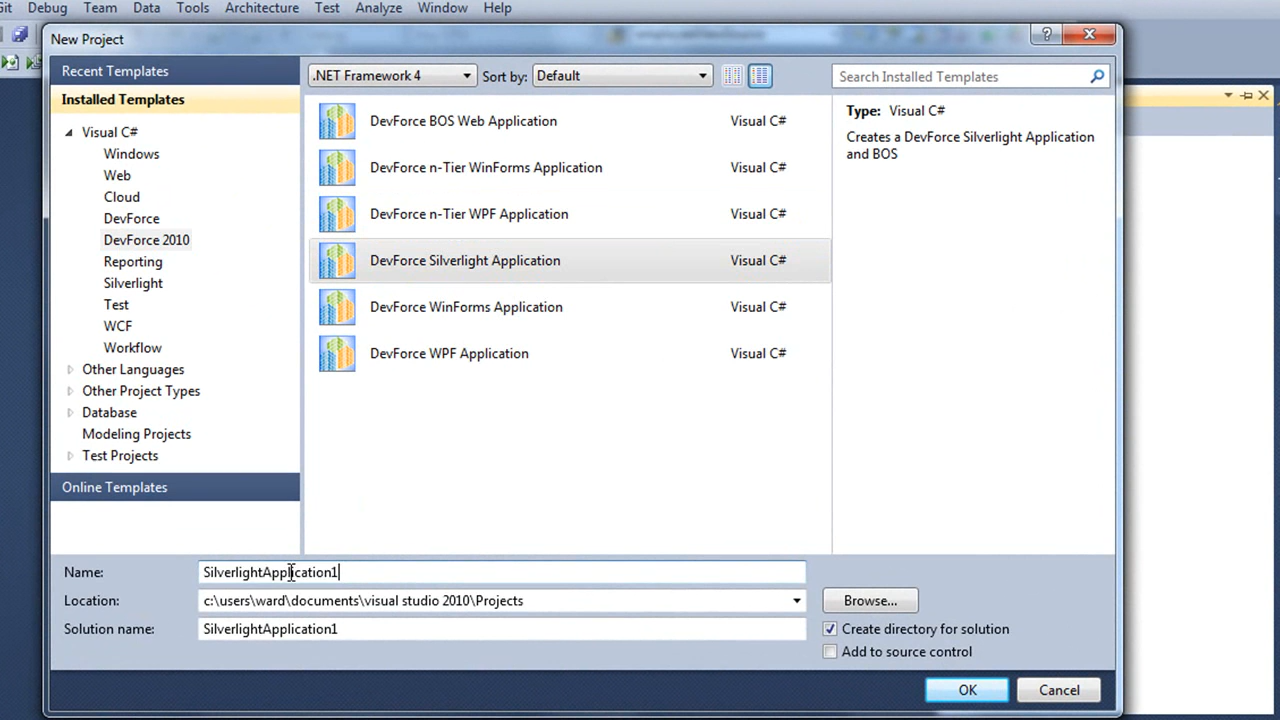 Debug Team Data Tools Architecture Test Analyze Window Help
New Project
Recent Templates
Installed Templates
Visual C#
Windows
Web
Cloud
DevForce
DevForce 2010
Reporting
Silverlight
Test
WCF
Workflow
Other Languages
Other Project Types
Database
Modeling Projects
Test Projects
Online Templates
.NET Framework 4 Sort by: Default
DevForce BOS Web Application Visual C#
DevForce n-Tier WinForms Application Visual C#
DevForce n-Tier WPF Application Visual C#
DevForce Silverlight Application Visual C#
DevForce WinForms Application Visual C#
DevForce WPF Application Visual C#
Search Installed Templates
Type: Visual C#
Creates a DevForce Silverlight Application
and BOS
Name: SilverlightApplication1
Location: c:\users\ward\documents\visual studio 2010\Projects Browse...
Solution name: SilverlightApplication1 Create directory for solution
Add to source control
OK Cancel